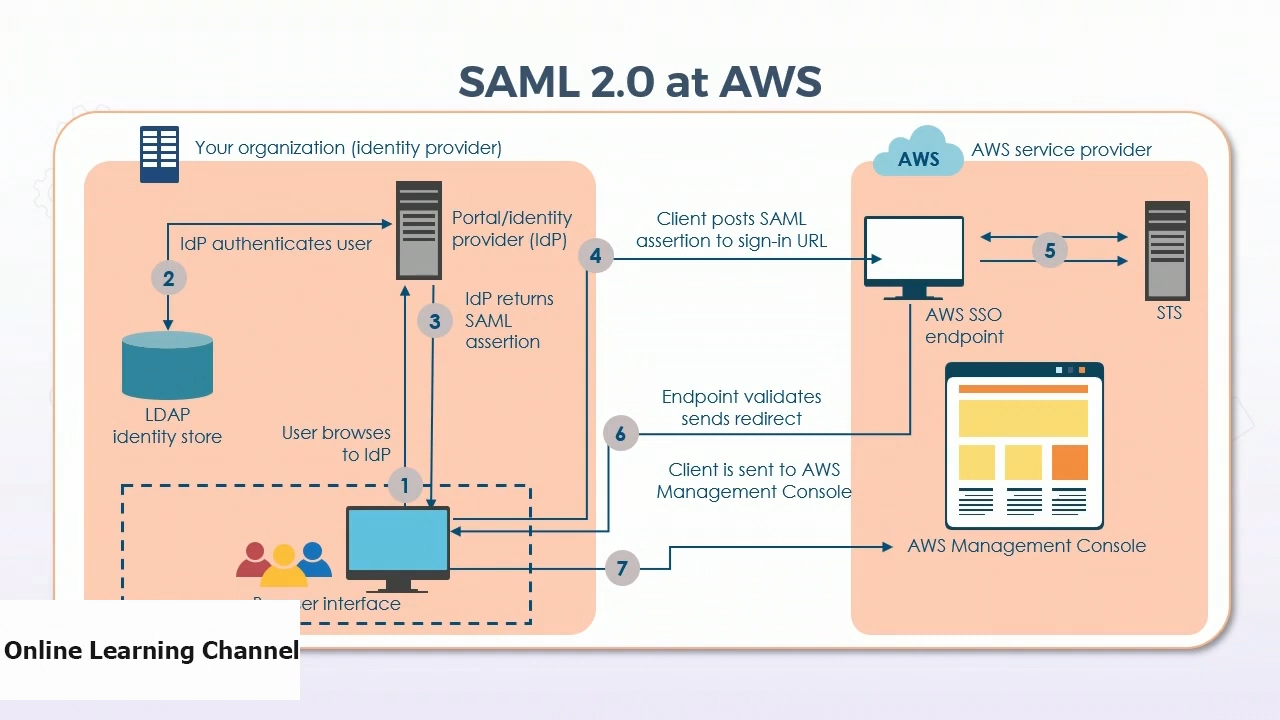 SAML 2.0 at AWS
Your organization (identity provider)
AWS
AWS service provider
Portal/identity
provider (IdP)
IdP authenticates user
2
LDAP
identity store
3
IdP returns
SAML
assertion
User browses
to IdP
1
interface
4
Client posts SAML
assertion to sign-in URL
5
STS
AWS SSO
endpoint
Endpoint validates
sends redirect
6
Client is sent to AWS
Management Console
7
AWS Management Console
Online Learning Channel